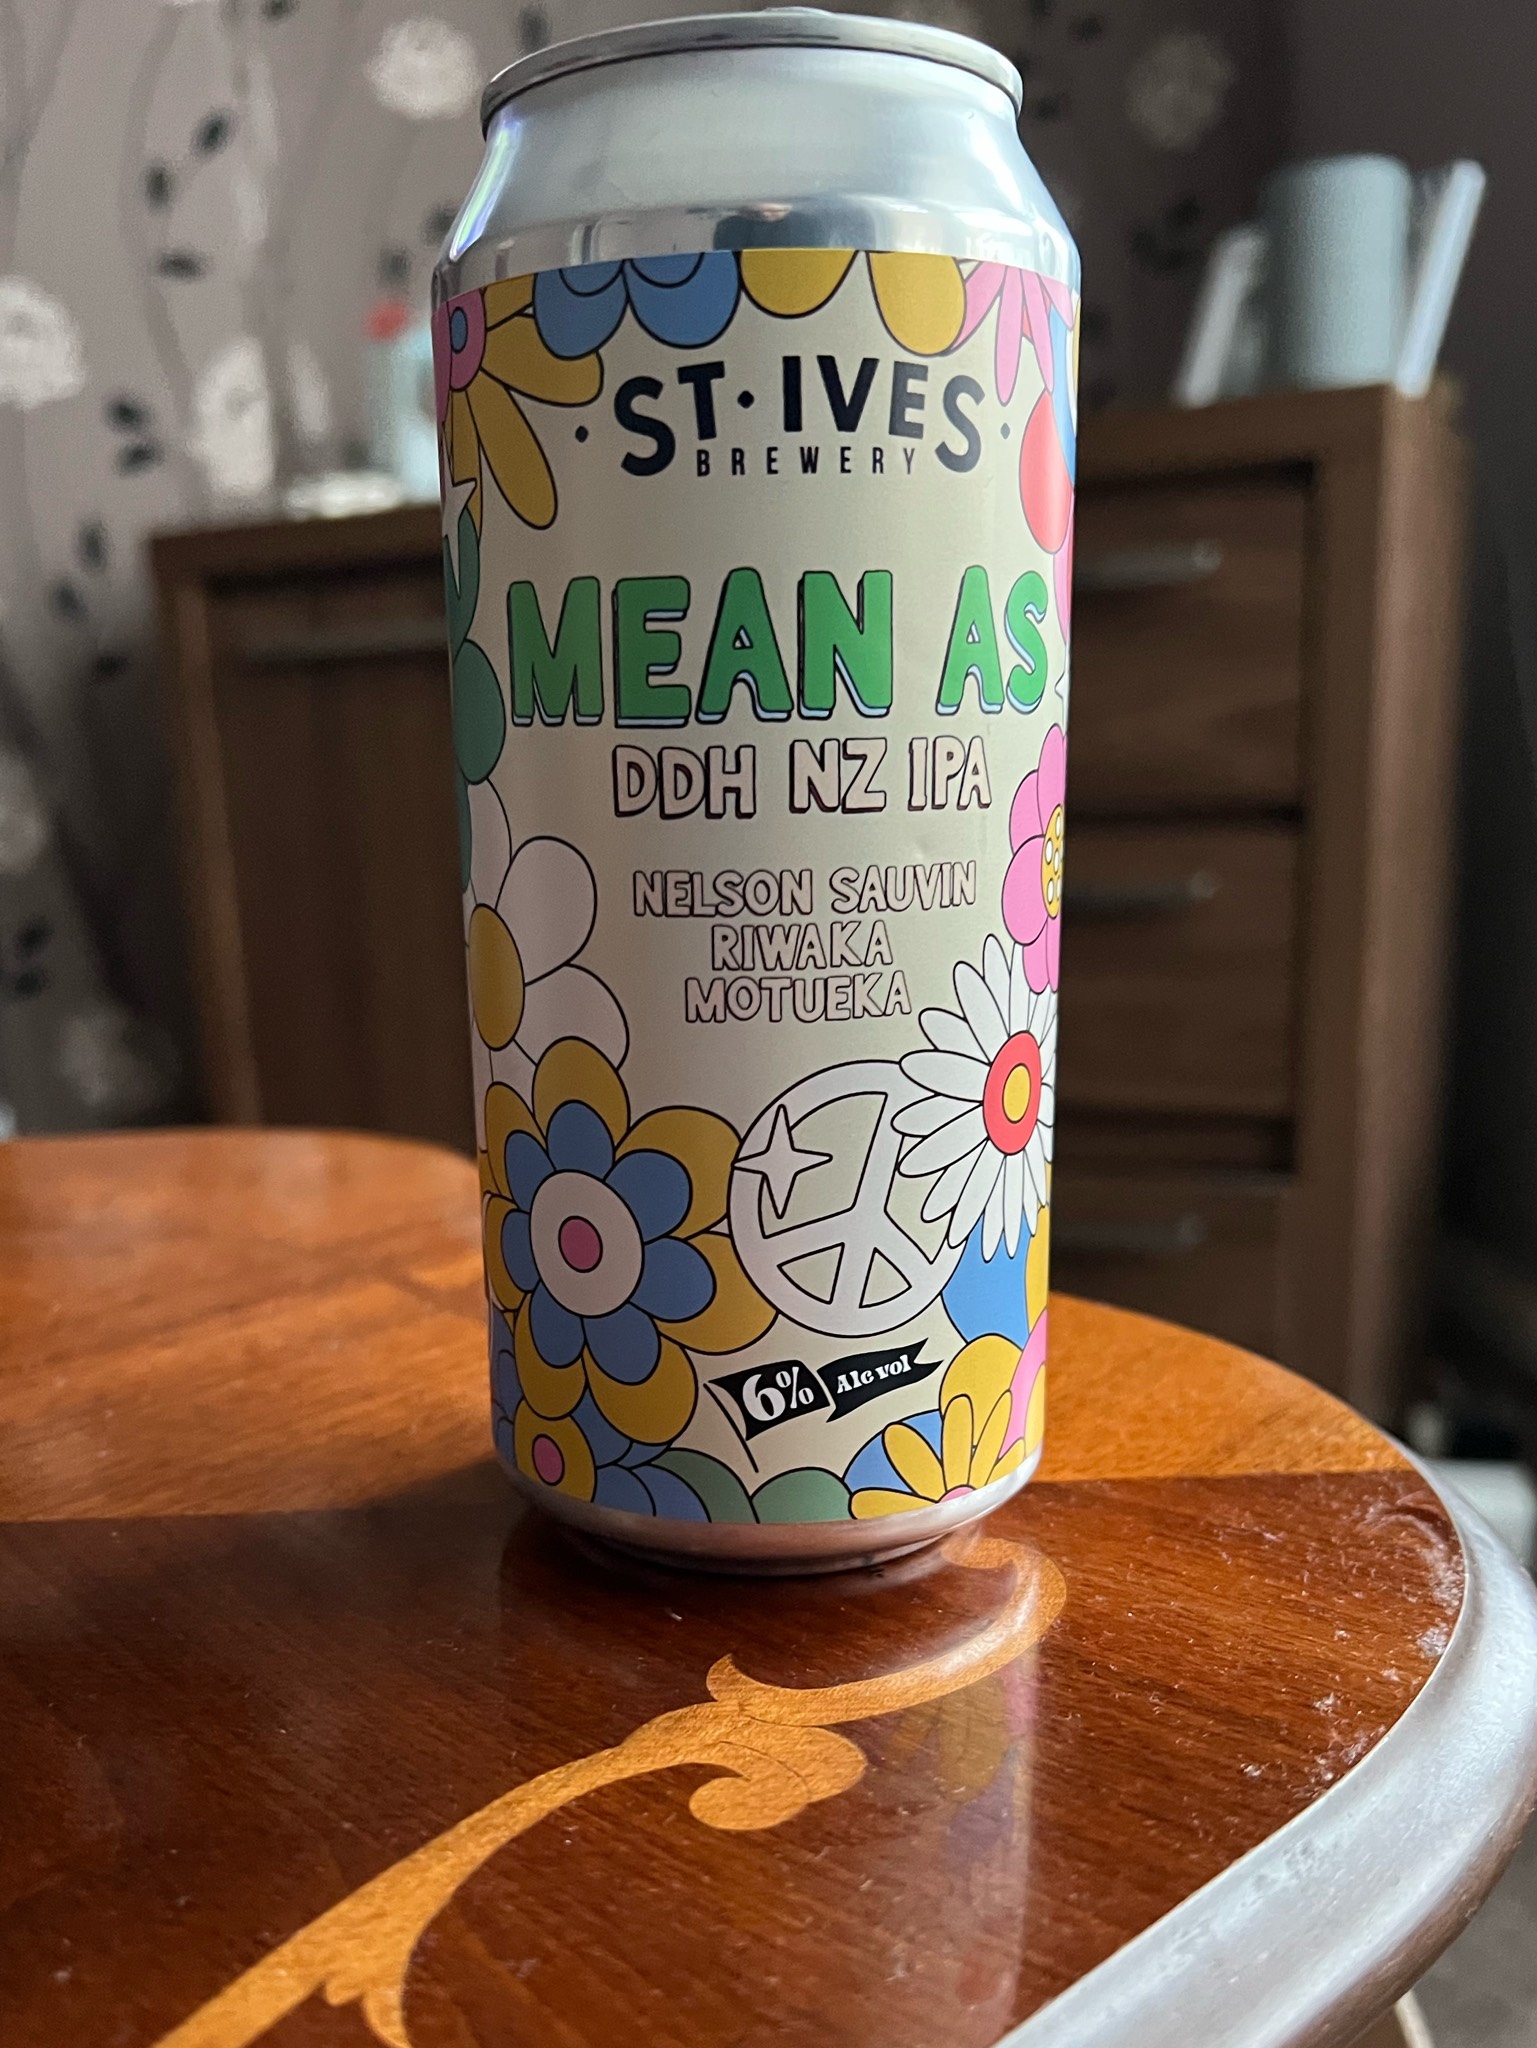 ST·IVES
BREWERY
MEAN AS
DDH NZ IPA
NELSON SAUVIN
RIWAKA
MOTUEKA
6% Alc vol